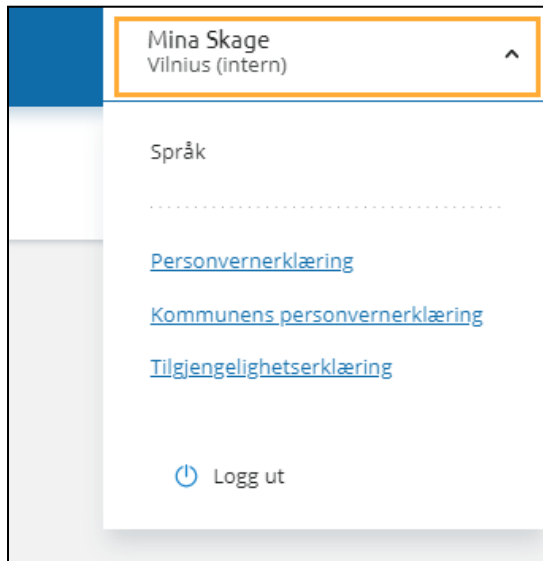 Mina Skage
Vilnius (intern)
Språk
Personvernerklæring
Kommunens personvernerklæring
Tilgjengelighetserklæring
Logg ut